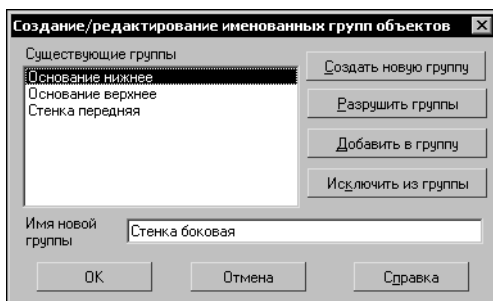 Создание/редактирование именованных групп объектов
Существующие группы
Основание нижнее
Основание верхнее
Стенка передняя
Создать новую группу
Разрушить группы
Добавить в группу
Исключить из группы
Имя новой группы
Стенка боковая
OK
Отмена
Справка